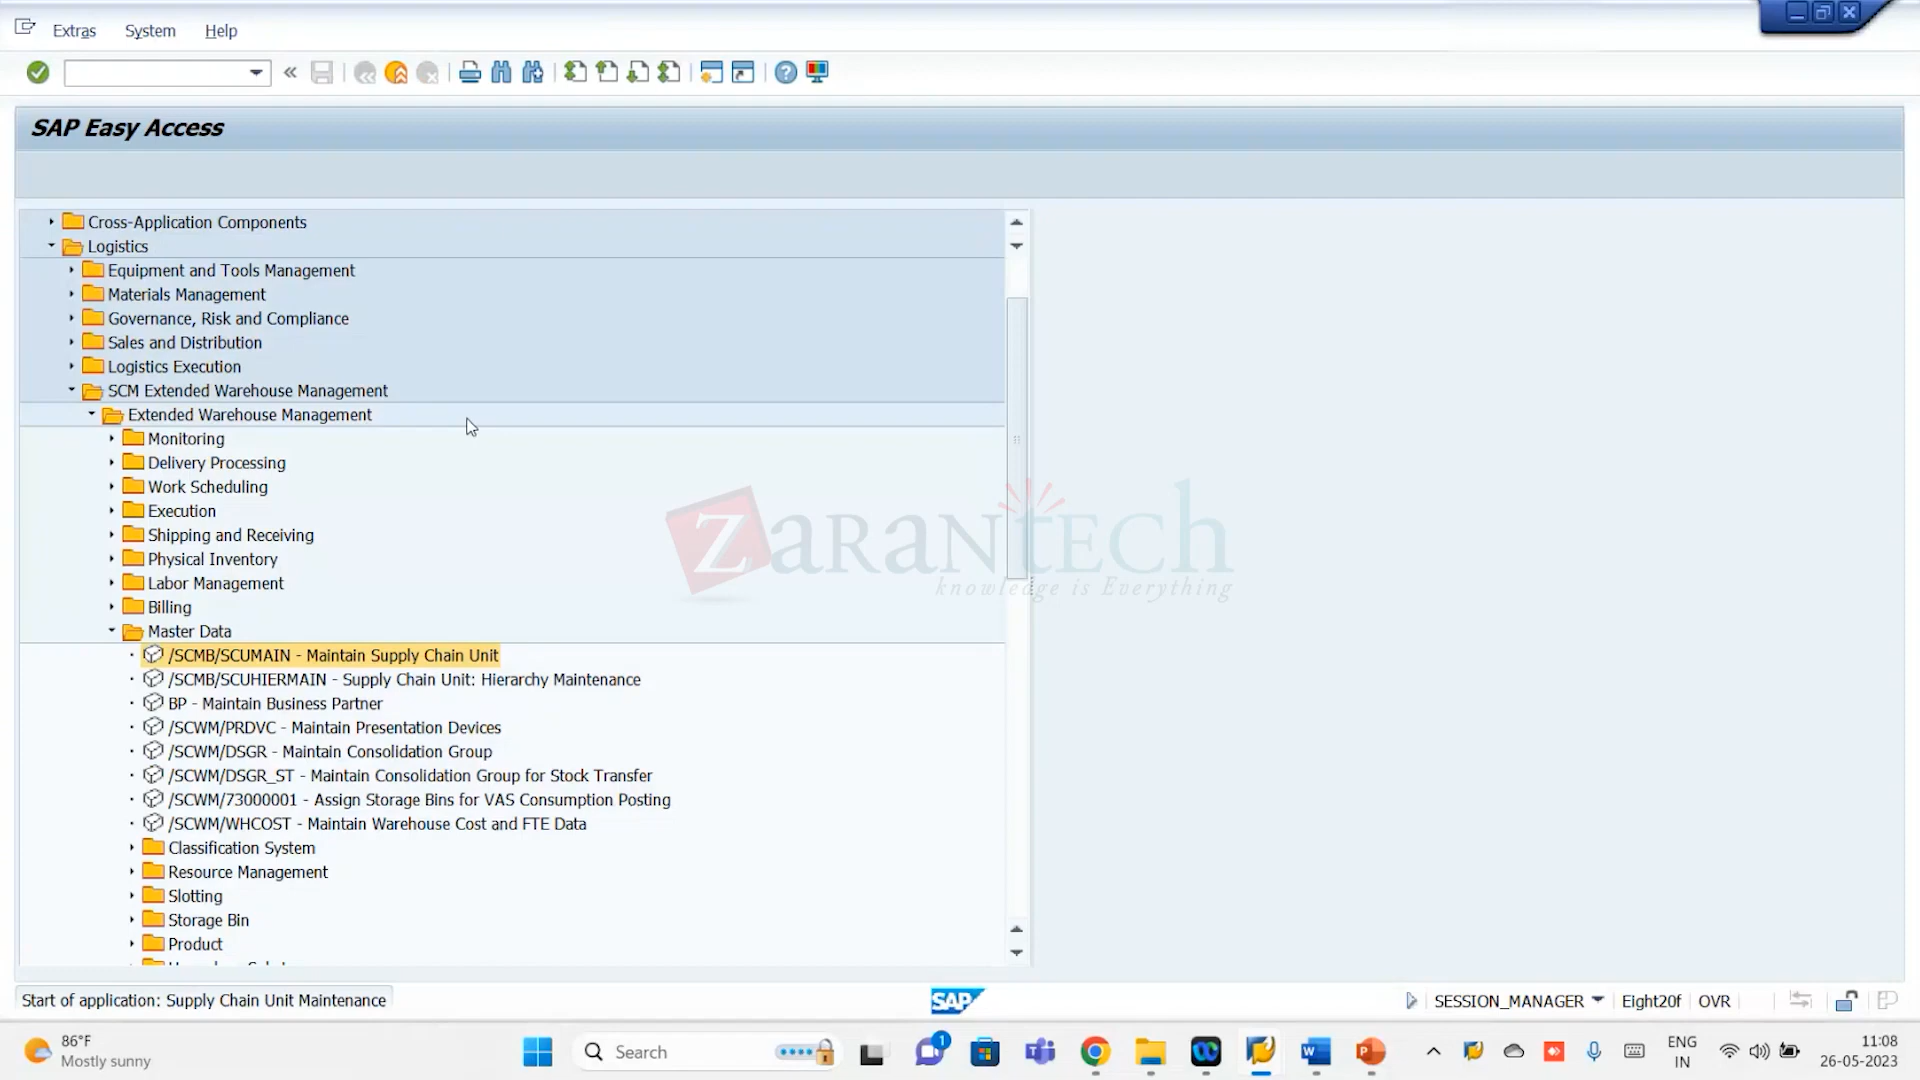 Extras System Help
SAP Easy Access
Cross-Application Components
Logistics
Equipment and Tools Management
Materials Management
Governance, Risk and Compliance
Sales and Distribution
Logistics Execution
SCM Extended Warehouse Management
Extended Warehouse Management
Monitoring
Delivery Processing
Work Scheduling
Execution
Shipping and Receiving
Physical Inventory
Labor Management
Billing
Master Data
/SCMB/SCUMAIN - Maintain Supply Chain Unit
/SCMB/SCUHIERMAIN - Supply Chain Unit: Hierarchy Maintenance
BP - Maintain Business Partner
/SCWM/PRDVC - Maintain Presentation Devices
/SCWM/DSGR - Maintain Consolidation Group
/SCWM/DSGR_ST - Maintain Consolidation Group for Stock Transfer
/SCWM/73000001 - Assign Storage Bins for VAS Consumption Posting
/SCWM/WHCOST - Maintain Warehouse Cost and FTE Data
Classification System
Resource Management
Slotting
Storage Bin
Product
ZaranTech
knowledge is Everything
Start of application: Supply Chain Unit Maintenance
SAP
SESSION_MANAGER Eight20f OVR
86°F
Mostly sunny
Search
1
ENG
IN
11:08
26-05-2023